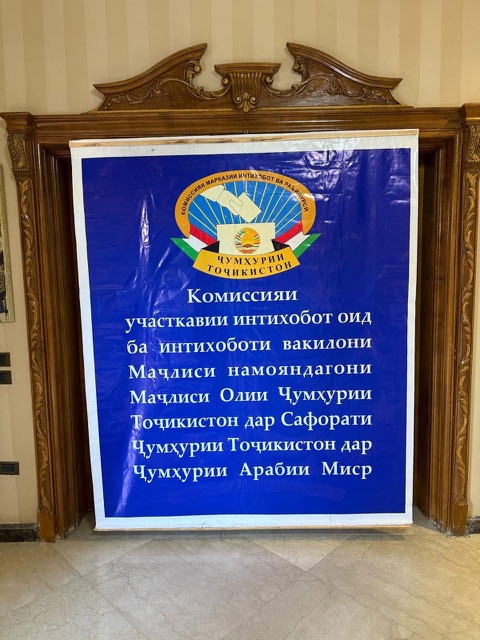 КОМИССИЯИ МАРКАЗИИ ИНТИХОБОТ ВА РАЪЙПУРСӢ
ҶУМҲУРИИ
ТОҶИКИСТОН
Комиссияи
участкавии интихобот оид
ба интихоботи вакилони
Маҷлиси намояндагони
Маҷлиси Олии Ҷумҳурии
Тоҷикистон дар Сафорати
Ҷумҳурии Тоҷикистон дар
Ҷумҳурии Арабии Миср